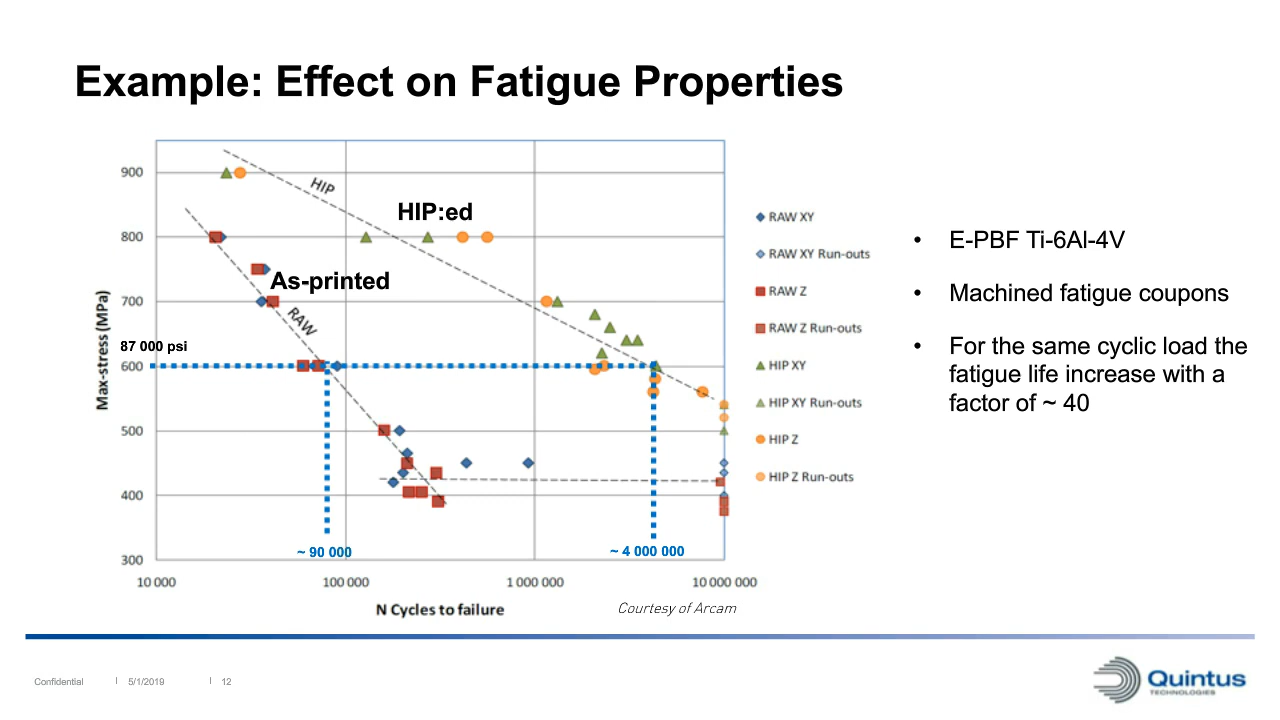 Example: Effect on Fatigue Properties
900
800
700
600
500
400
300
Max-stress (MPa)
87 000 psi
HIP
HIP:ed
As-printed
RAW
~ 90 000
~ 4 000 000
10 000
100 000
1 000 000
10 000 000
N Cycles to failure
Courtesy of Arcam
RAW XY
RAW XY Run-outs
RAW Z
RAW Z Run-outs
HIP XY
HIP XY Run-outs
HIP Z
HIP Z Run-outs
• E-PBF Ti-6Al-4V
• Machined fatigue coupons
• For the same cyclic load the
fatigue life increase with a
factor of ~ 40
Confidential | 5/1/2019 | 12
Quintus
TECHNOLOGIES